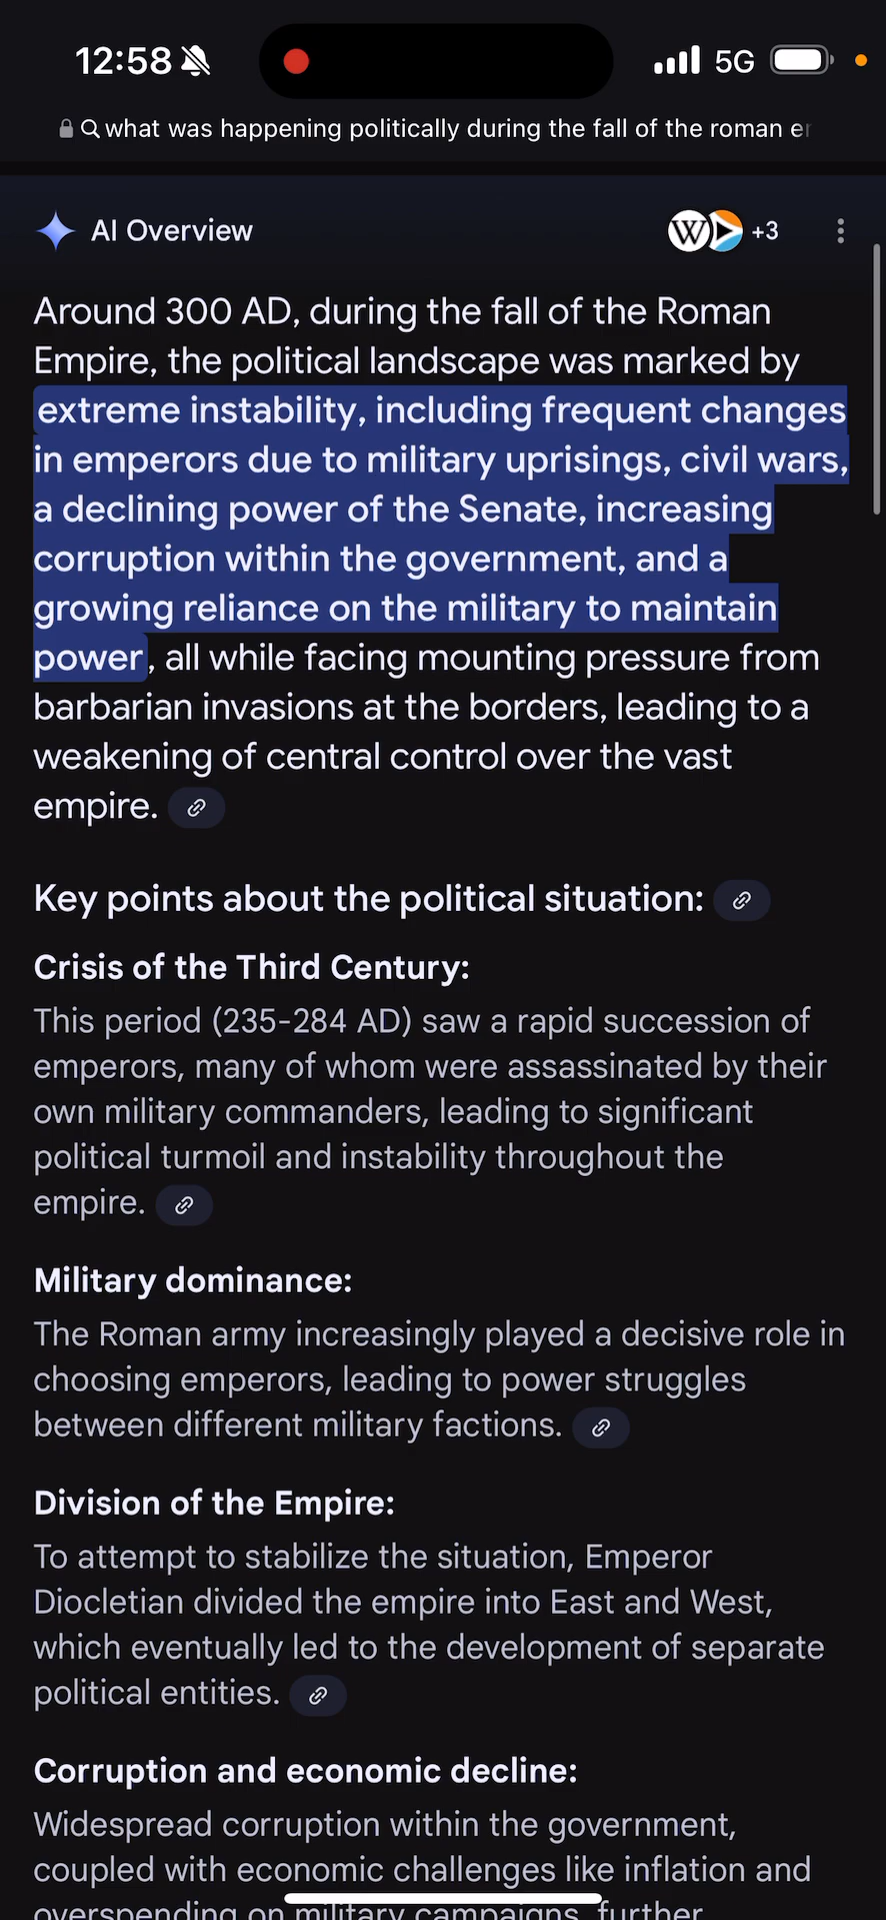 12:58
5G
what was happening politically during the fall of the roman er
AI Overview
W
+3
Around 300 AD, during the fall of the Roman
Empire, the political landscape was marked by
extreme instability, including frequent changes
in emperors due to military uprisings, civil wars,
a declining power of the Senate, increasing
corruption within the government, and a
growing reliance on the military to maintain
power, all while facing mounting pressure from
barbarian invasions at the borders, leading to a
weakening of central control over the vast
empire.
Key points about the political situation:
Crisis of the Third Century:
This period (235-284 AD) saw a rapid succession of
emperors, many of whom were assassinated by their
own military commanders, leading to significant
political turmoil and instability throughout the
empire.
Military dominance:
The Roman army increasingly played a decisive role in
choosing emperors, leading to power struggles
between different military factions.
Division of the Empire:
To attempt to stabilize the situation, Emperor
Diocletian divided the empire into East and West,
which eventually led to the development of separate
political entities.
Corruption and economic decline:
Widespread corruption within the government,
coupled with economic challenges like inflation and
overspending on military campaigns, further